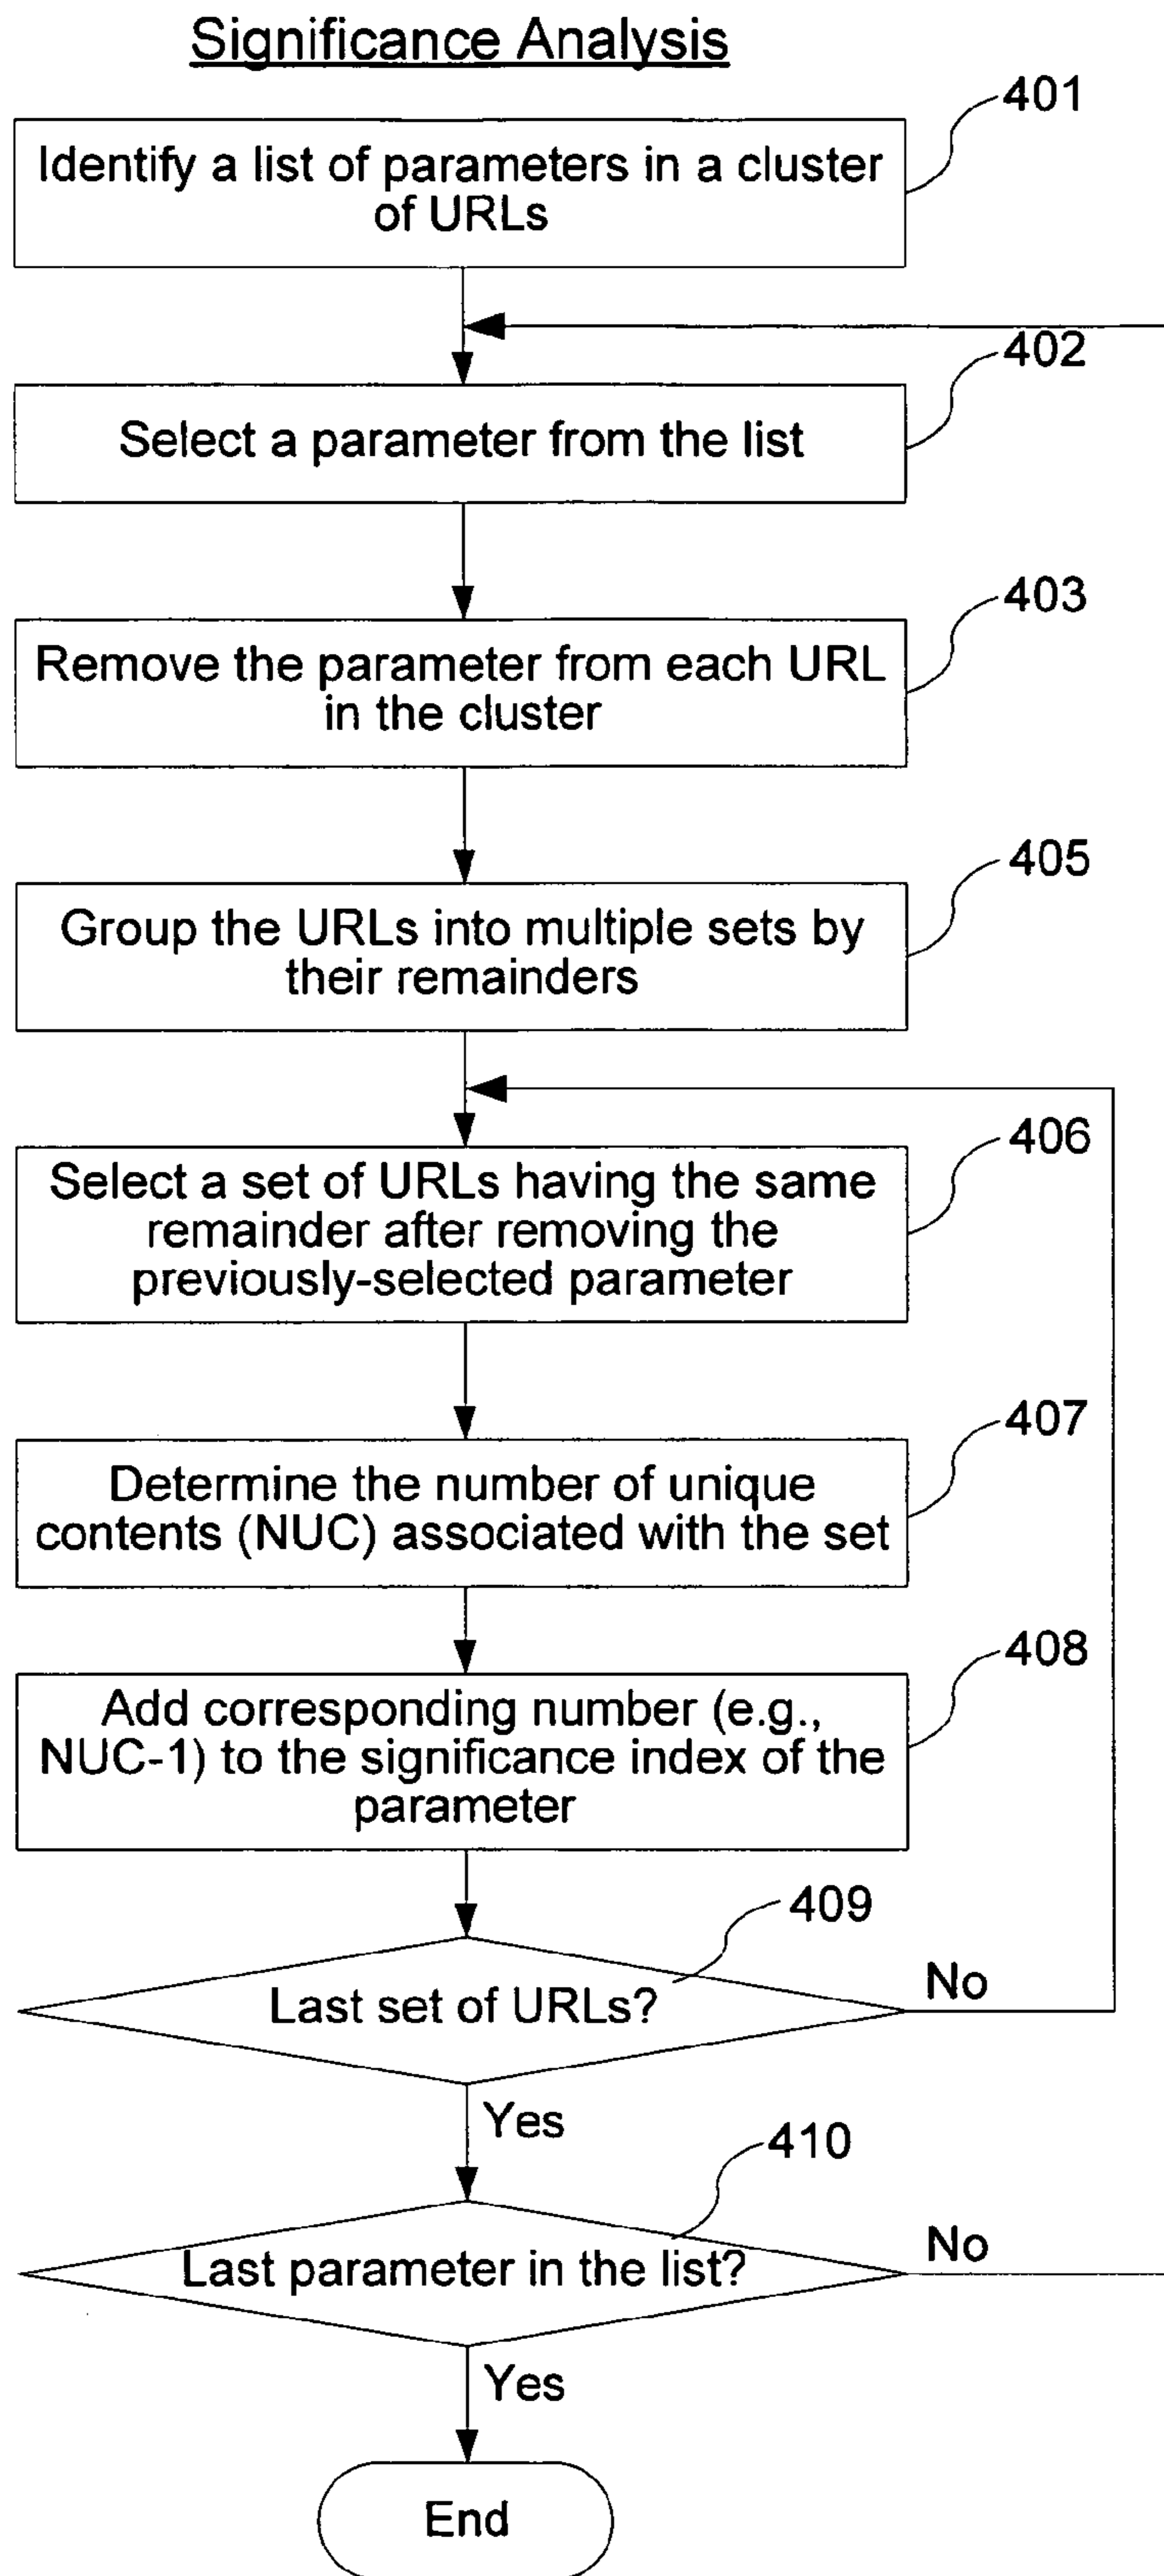 Significance Analysis
401
Identify a list of parameters in a cluster
of URLs
402
Select a parameter from the list
403
Remove the parameter from each URL
in the cluster
405
Group the URLs into multiple sets by
their remainders
406
Select a set of URLs having the same
remainder after removing the
previously-selected parameter
407
Determine the number of unique
contents (NUC) associated with the set
408
Add corresponding number (e.g.,
NUC-1) to the significance index of the
parameter
409
Last set of URLs?
No
Yes
410
Last parameter in the list?
No
Yes
End